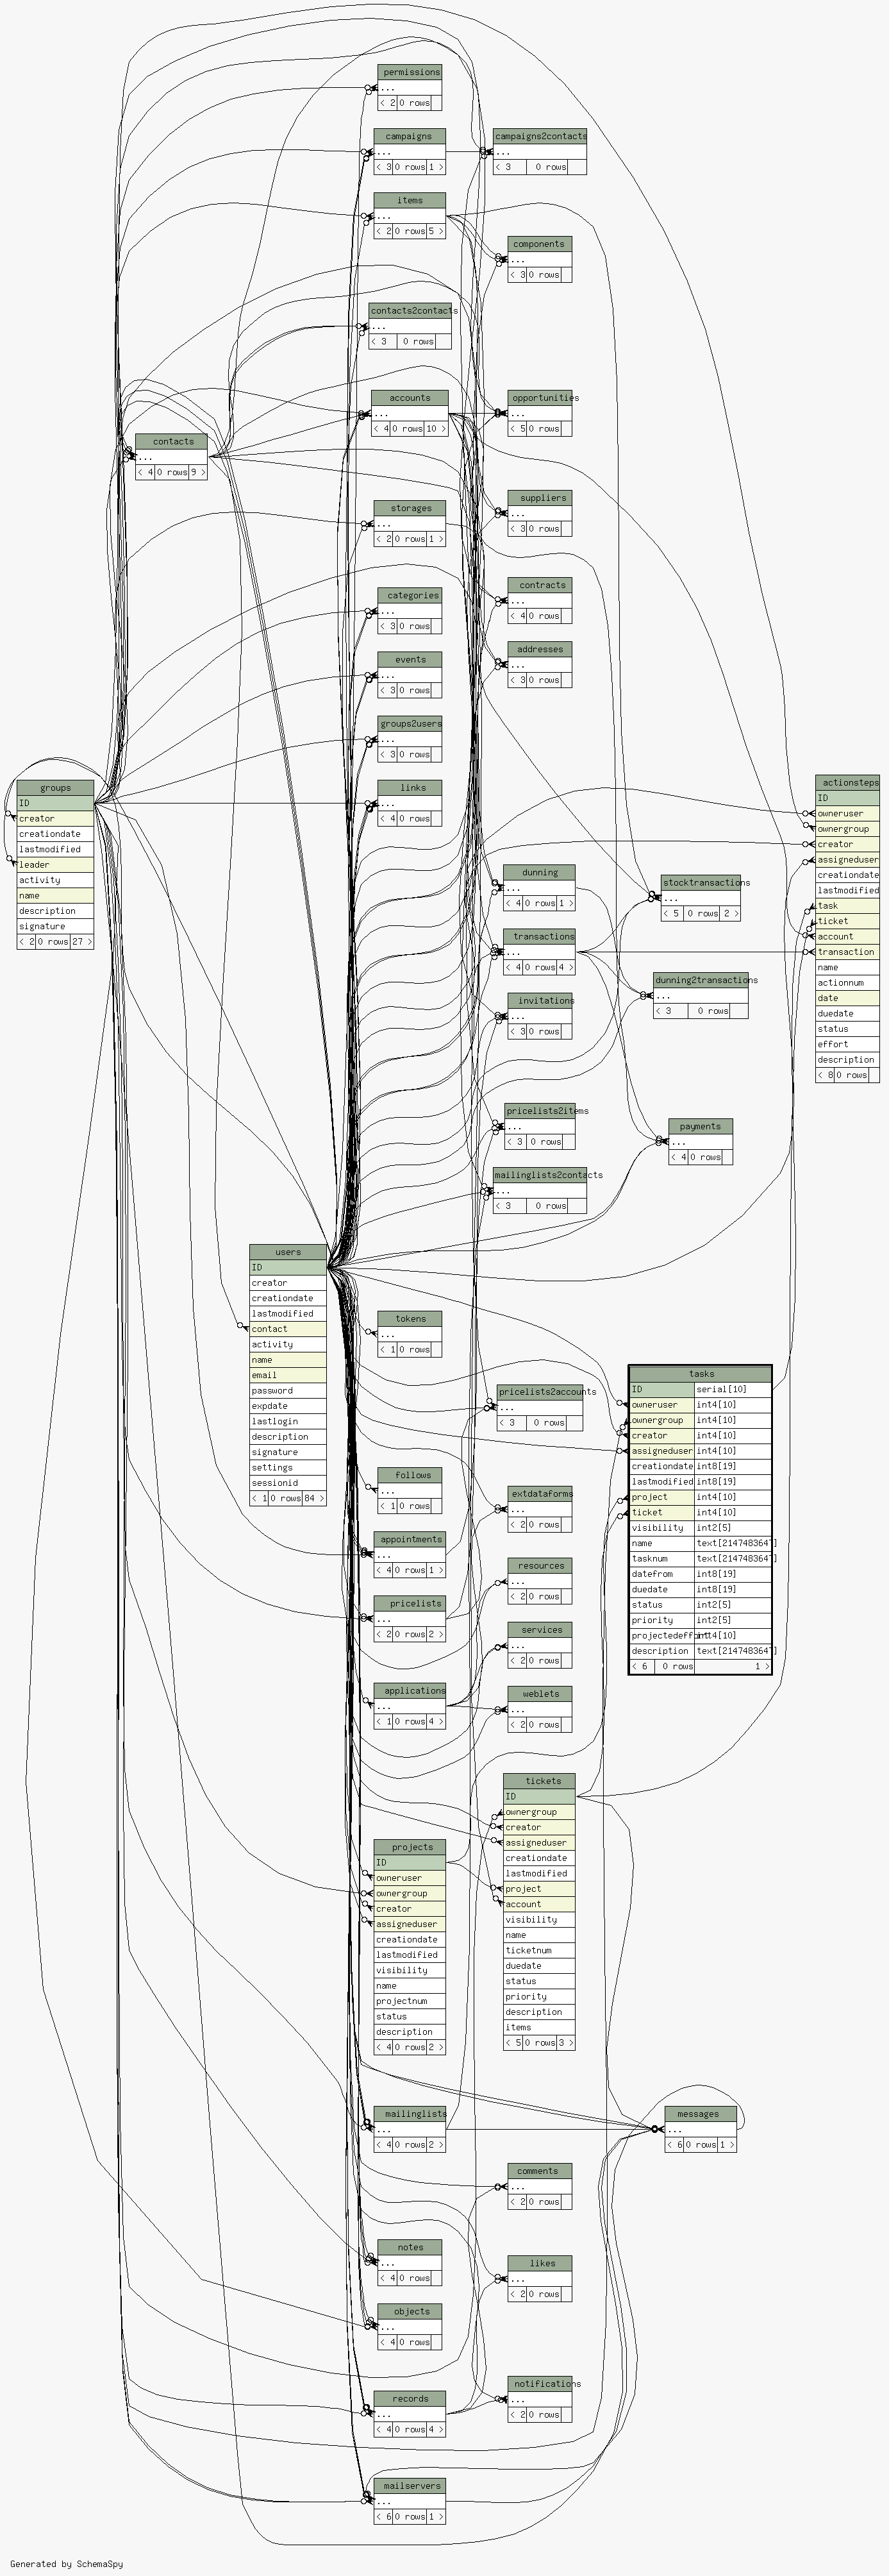 permissions
...
< 2 0 rows
campaigns
...
< 3 0 rows 1 >
campaigns2contacts
...
< 3 0 rows
items
...
< 2 0 rows 5 >
components
...
< 3 0 rows
contacts2contacts
...
< 3 0 rows
accounts
...
< 4 0 rows 10 >
opportunities
...
< 5 0 rows
contacts
...
< 4 0 rows 9 >
storages
...
< 2 0 rows 1 >
suppliers
...
< 3 0 rows
categories
...
< 3 0 rows
contracts
...
< 4 0 rows
events
...
< 3 0 rows
addresses
...
< 3 0 rows
groups2users
...
< 3 0 rows
links
...
< 4 0 rows
groups
ID
creator
creationdate
lastmodified
leader
activity
name
description
signature
< 2 0 rows 27 >
actionsteps
ID
owneruser
ownergroup
creator
assigneduser
creationdate
lastmodified
task
ticket
account
transaction
name
actionnum
date
duedate
status
effort
description
< 8 0 rows
dunning
...
< 4 0 rows 1 >
stocktransactions
...
< 5 0 rows 2 >
transactions
...
< 4 0 rows 4 >
dunning2transactions
...
< 3 0 rows
invitations
...
< 3 0 rows
pricelists2items
...
< 3 0 rows
payments
...
< 4 0 rows
mailinglists2contacts
...
< 3 0 rows
users
ID
creator
creationdate
lastmodified
contact
activity
name
email
password
expdate
lastlogin
description
signature
settings
sessionid
< 1 0 rows 84 >
tokens
...
< 1 0 rows
pricelists2accounts
...
< 3 0 rows
tasks
ID serial[10]
owneruser int4[10]
ownergroup int4[10]
creator int4[10]
assigneduser int4[10]
creationdate int8[19]
lastmodified int8[19]
project int4[10]
ticket int4[10]
visibility int2[5]
name text[2147483647]
tasknum text[2147483647]
datefrom int8[19]
duedate int8[19]
status int2[5]
priority int2[5]
projectedeffort int4[10]
description text[2147483647]
< 6 0 rows 1 >
follows
...
< 1 0 rows
extdataforms
...
< 2 0 rows
appointments
...
< 4 0 rows 1 >
resources
...
< 2 0 rows
pricelists
...
< 2 0 rows 2 >
services
...
< 2 0 rows
applications
...
< 1 0 rows 4 >
weblets
...
< 2 0 rows
tickets
ID
ownergroup
creator
assigneduser
creationdate
lastmodified
project
account
visibility
name
ticketnum
duedate
status
priority
description
items
< 5 0 rows 3 >
projects
ID
owneruser
ownergroup
creator
assigneduser
creationdate
lastmodified
visibility
name
projectnum
status
description
< 4 0 rows 2 >
mailinglists
...
< 4 0 rows 2 >
messages
...
< 6 0 rows 1 >
comments
...
< 2 0 rows
notes
...
< 4 0 rows
likes
...
< 2 0 rows
objects
...
< 4 0 rows
notifications
...
< 2 0 rows
records
...
< 4 0 rows 4 >
mailservers
...
< 6 0 rows 1 >
Generated by SchemaSpy